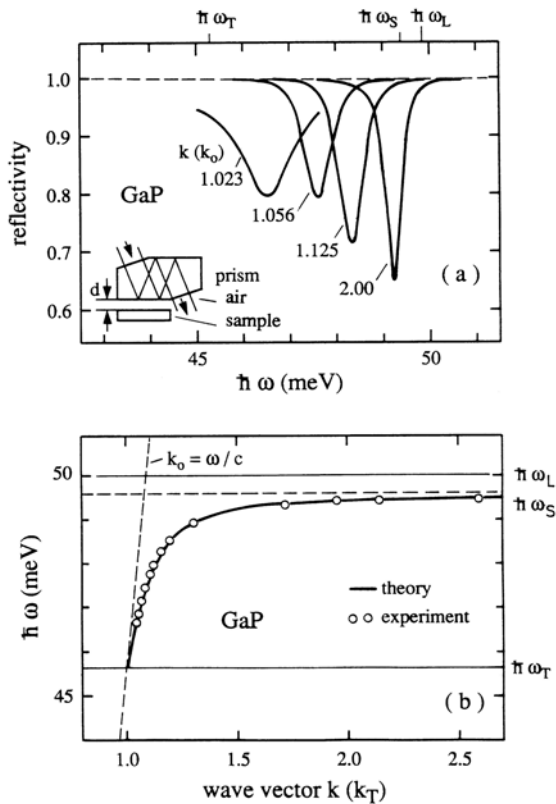 ħ ω_T ħ ω_S ħ ω_L
1.0
0.9
0.8
0.7
0.6
reflectivity
k (k_o)
1.023
1.056
1.125
2.00
GaP
( a )
d
prism
air
sample
45
50
ħ ω (meV)
k_o = ω / c
50
45
ħ ω (meV)
ħ ω_L
ħ ω_S
ħ ω_T
theory
experiment
GaP
( b )
1.0 1.5 2.0 2.5
wave vector k (k_T)